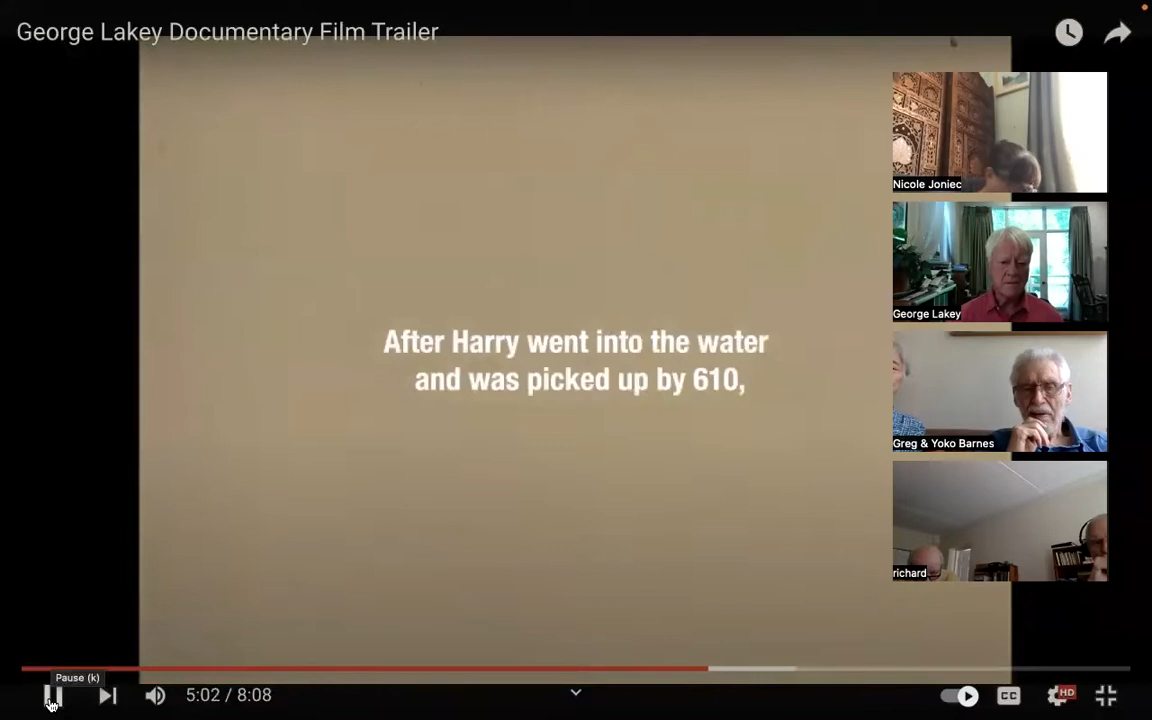 George Lakey Documentary Film Trailer
After Harry went into the water
and was picked up by 610,
Nicole Joniec
George Lakey
Greg & Yoko Barnes
richard
Pause (k)
5:02 / 8:08
CC
HD